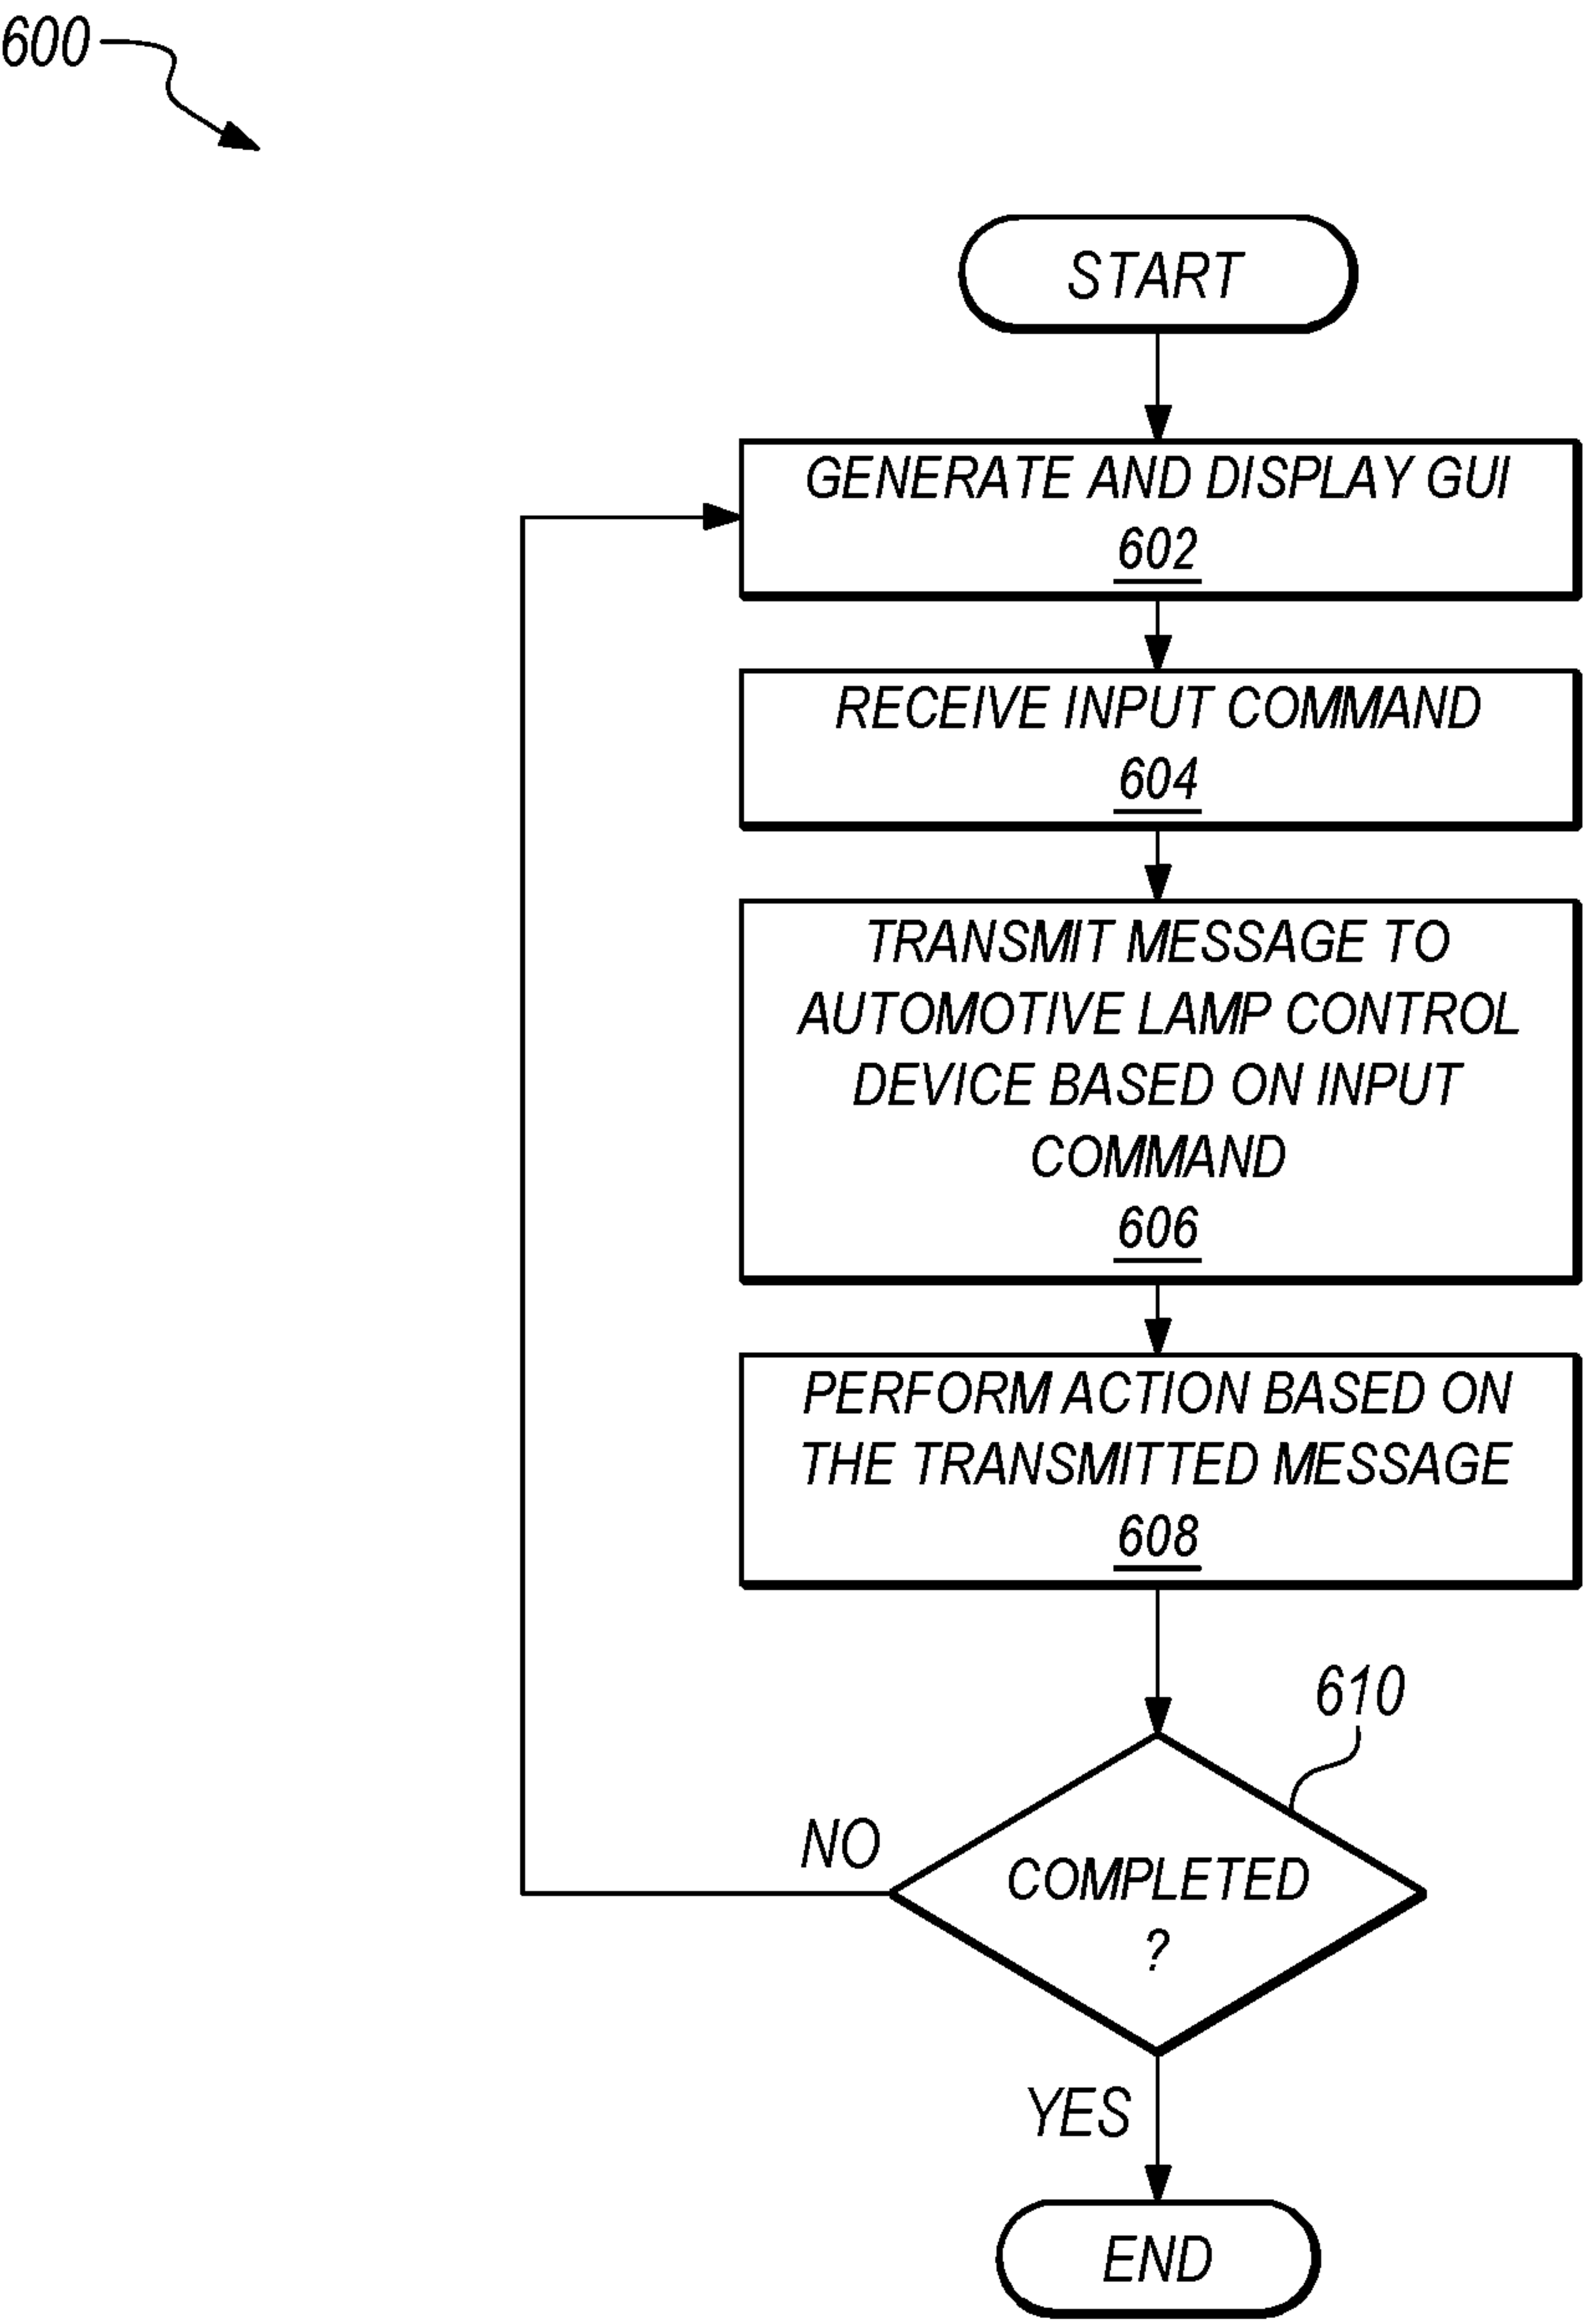 600
START
GENERATE AND DISPLAY GUI
602
RECEIVE INPUT COMMAND
604
TRANSMIT MESSAGE TO
AUTOMOTIVE LAMP CONTROL
DEVICE BASED ON INPUT
COMMAND
606
PERFORM ACTION BASED ON
THE TRANSMITTED MESSAGE
608
610
NO
COMPLETED
?
YES
END